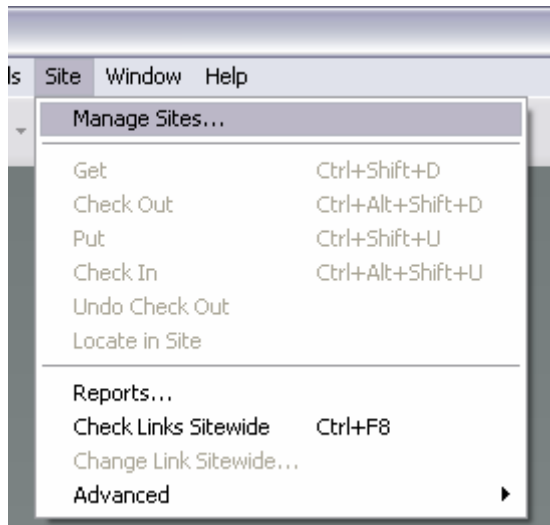 ls Site Window Help
Manage Sites...
Get Ctrl+Shift+D
Check Out Ctrl+Alt+Shift+D
Put Ctrl+Shift+U
Check In Ctrl+Alt+Shift+U
Undo Check Out
Locate in Site
Reports...
Check Links Sitewide Ctrl+F8
Change Link Sitewide...
Advanced